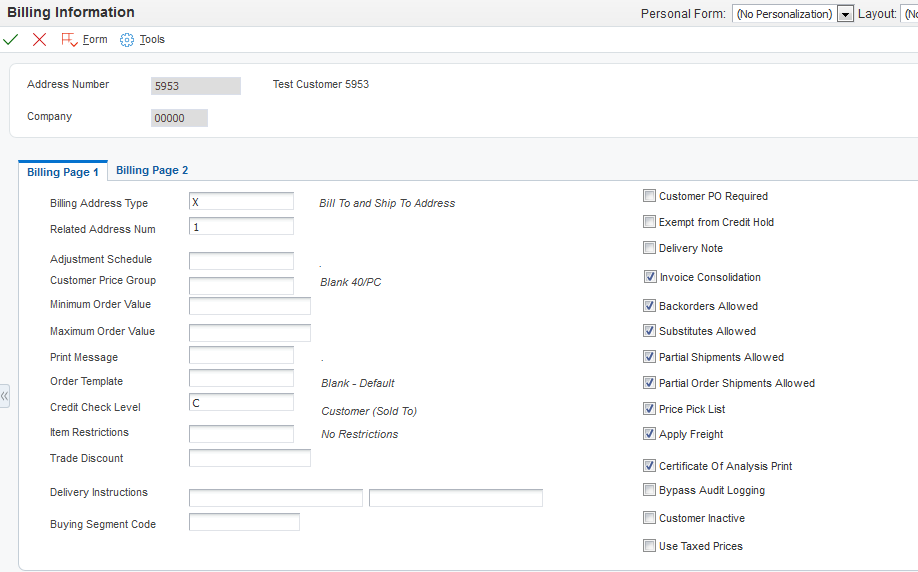 Billing Information
Personal Form: (No Personalization) Layout: (No
Form Tools
Address Number 5953 Test Customer 5953
Company 00000
Billing Page 1 Billing Page 2
Billing Address Type X Bill To and Ship To Address
Related Address Num 1
Adjustment Schedule .
Customer Price Group Blank 40/PC
Minimum Order Value
Maximum Order Value
Print Message .
Order Template Blank - Default
Credit Check Level C Customer (Sold To)
Item Restrictions No Restrictions
Trade Discount
Delivery Instructions
Buying Segment Code
Customer PO Required
Exempt from Credit Hold
Delivery Note
Invoice Consolidation
Backorders Allowed
Substitutes Allowed
Partial Shipments Allowed
Partial Order Shipments Allowed
Price Pick List
Apply Freight
Certificate Of Analysis Print
Bypass Audit Logging
Customer Inactive
Use Taxed Prices